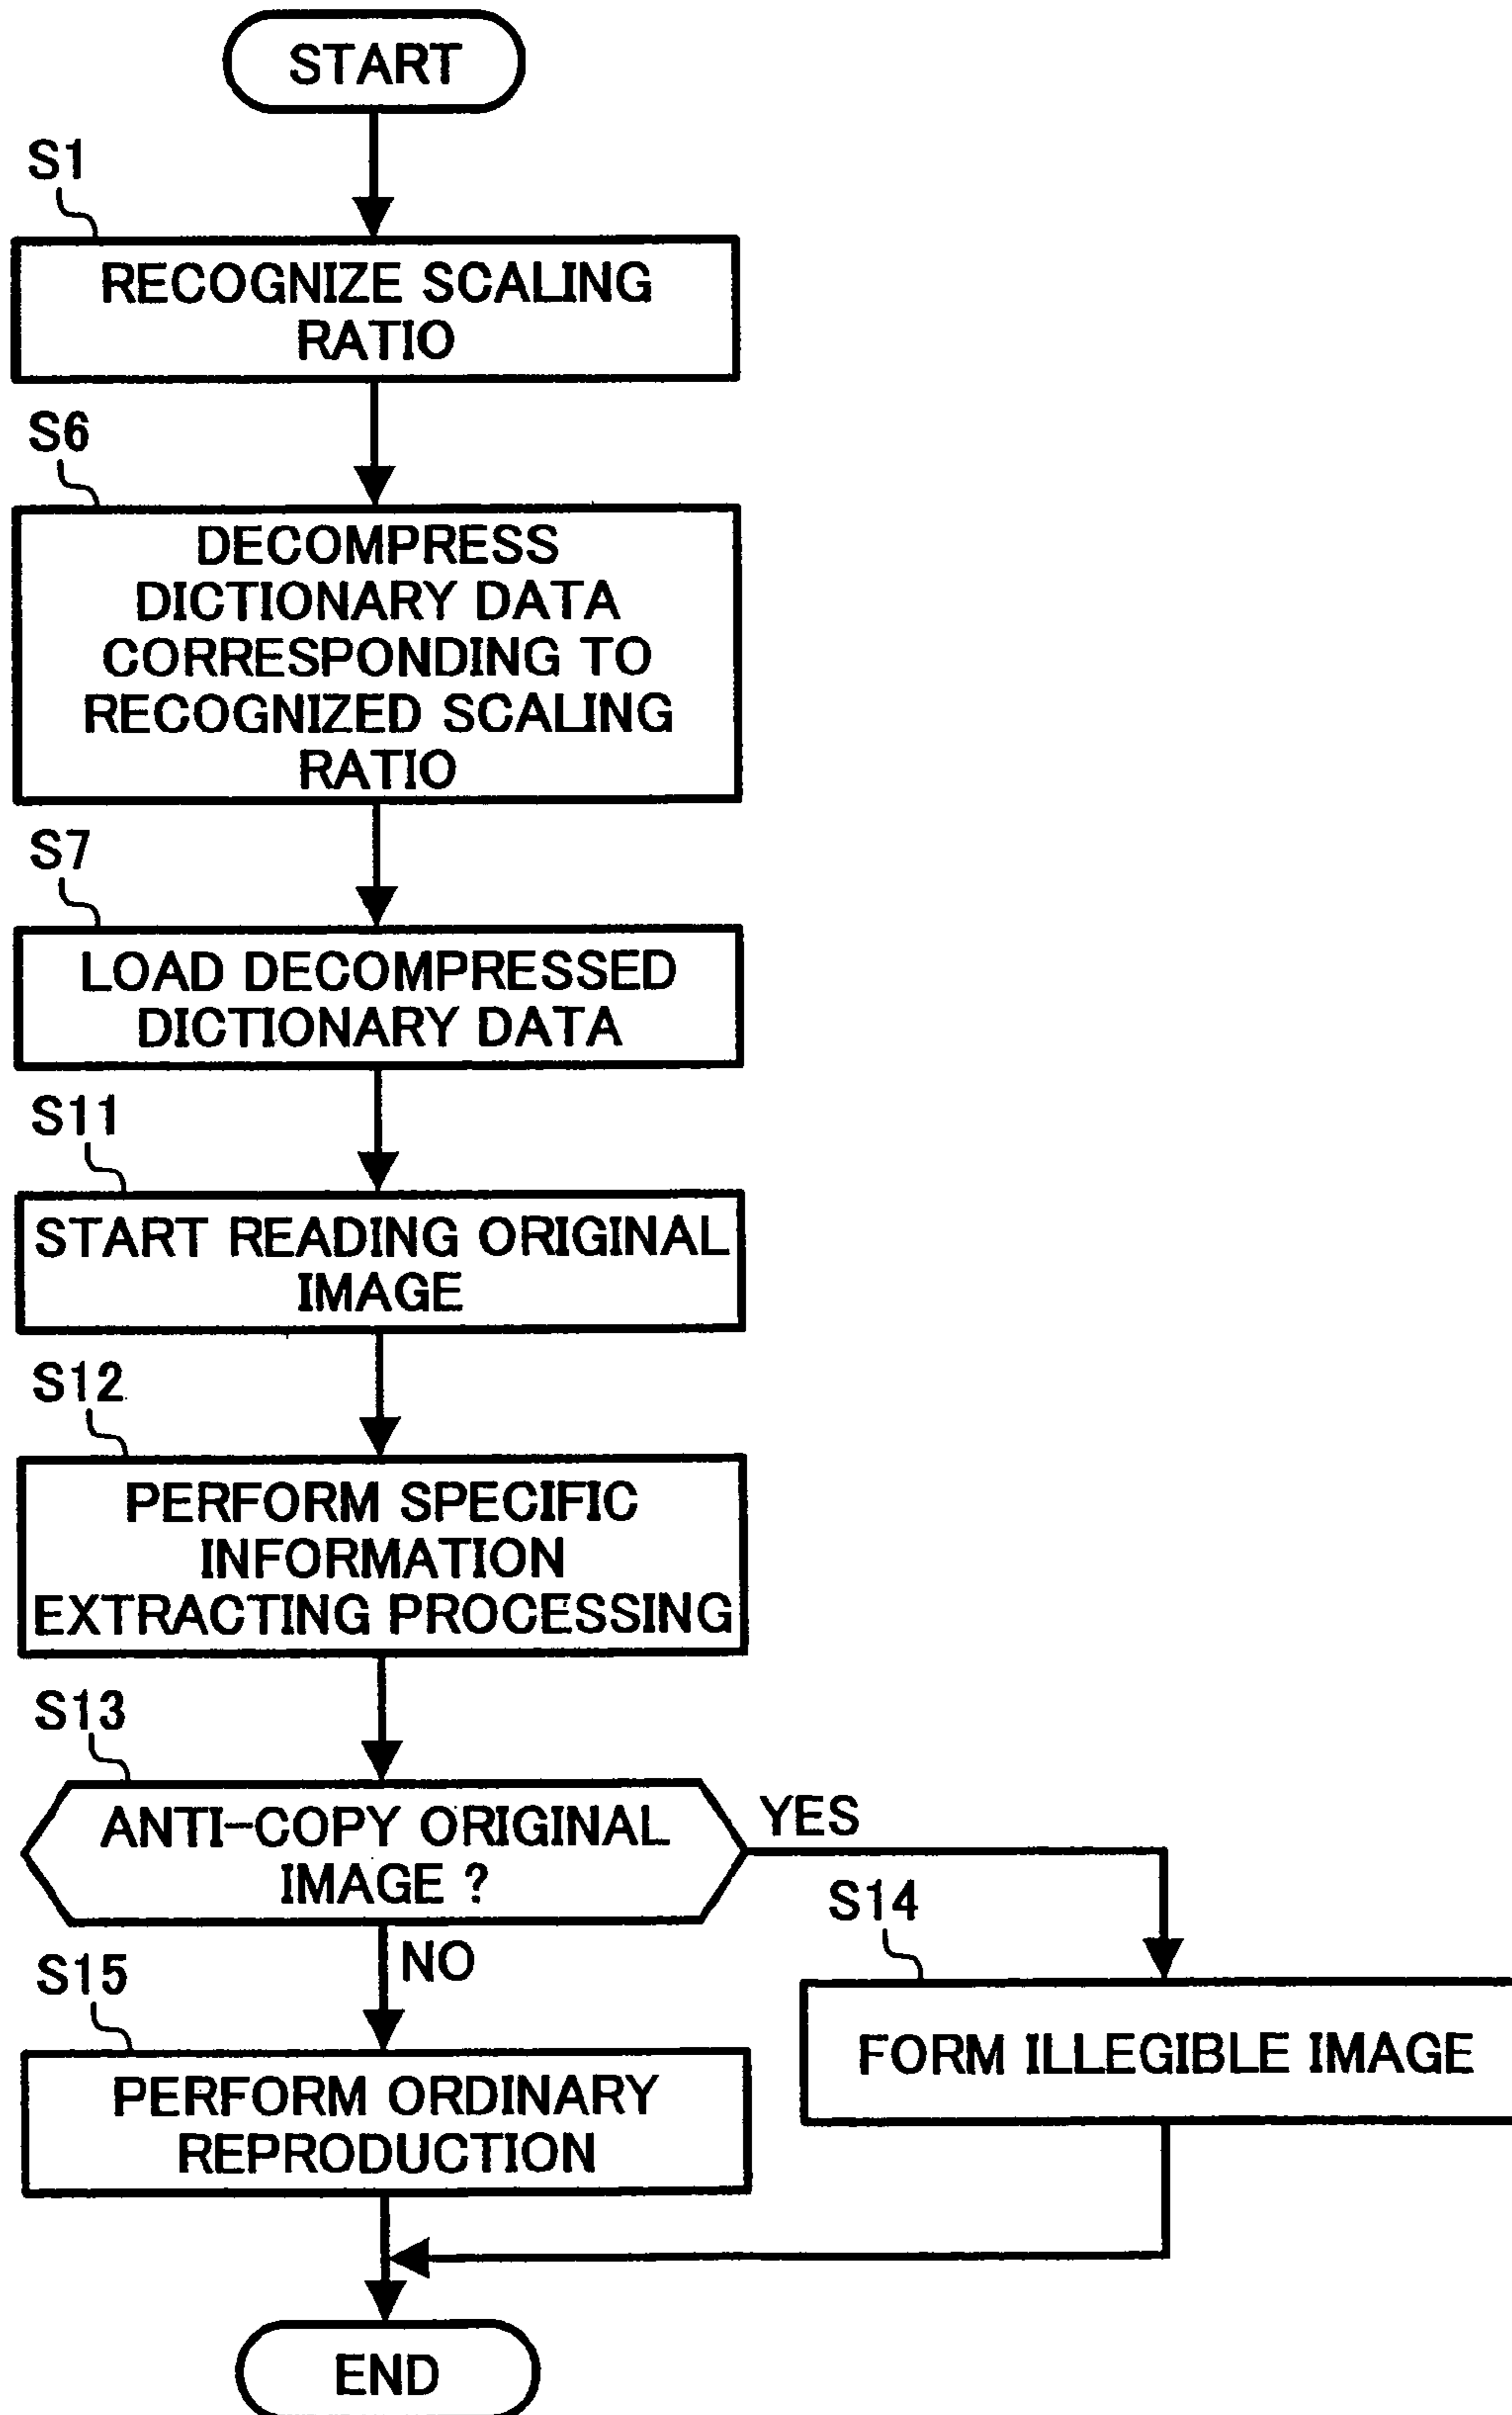 START
S1
RECOGNIZE SCALING
RATIO
S6
DECOMPRESS
DICTIONARY DATA
CORRESPONDING TO
RECOGNIZED SCALING
RATIO
S7
LOAD DECOMPRESSED
DICTIONARY DATA
S11
START READING ORIGINAL
IMAGE
S12
PERFORM SPECIFIC
INFORMATION
EXTRACTING PROCESSING
S13
ANTI-COPY ORIGINAL
IMAGE ?
YES
NO
S14
FORM ILLEGIBLE IMAGE
S15
PERFORM ORDINARY
REPRODUCTION
END